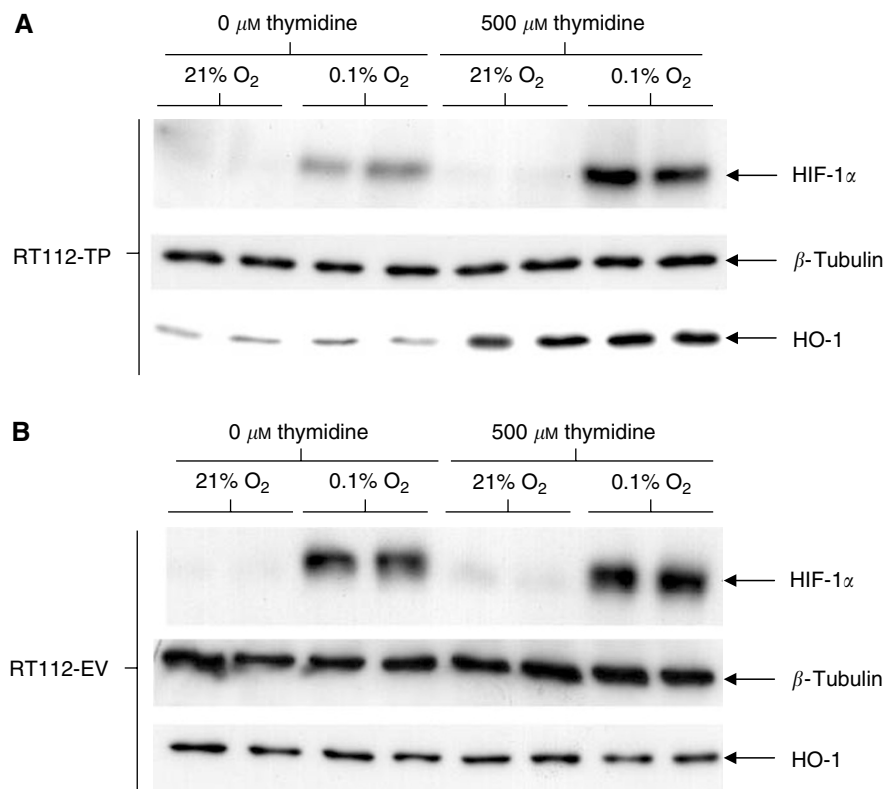 A
0 μM thymidine 500 μM thymidine
21% O₂ 0.1% O₂ 21% O₂ 0.1% O₂
HIF-1α
RT112-TP
β-Tubulin
HO-1
B
0 μM thymidine 500 μM thymidine
21% O₂ 0.1% O₂ 21% O₂ 0.1% O₂
HIF-1α
RT112-EV
β-Tubulin
HO-1